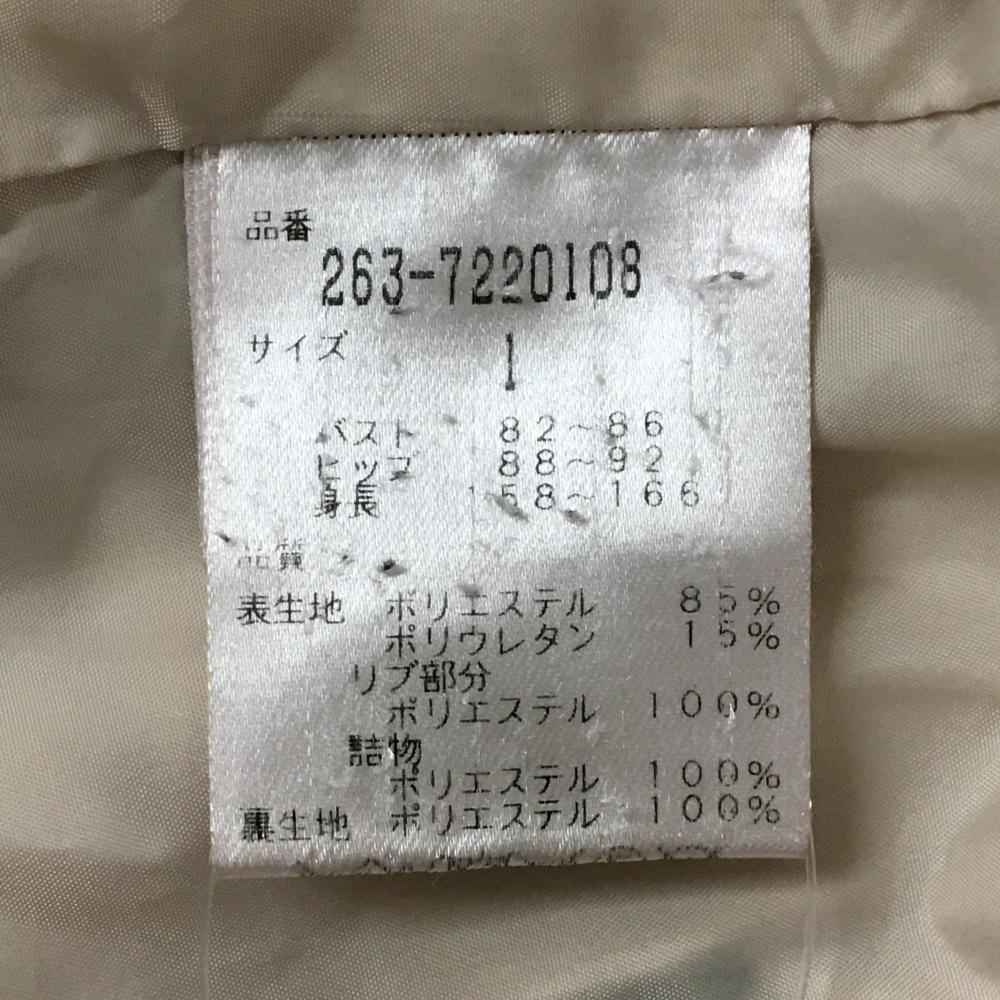 品番
263-7220108
サイズ 1
バスト 82～86
ヒップ 88～92
身長 158～166
品質
表生地 ポリエステル 85%
ポリウレタン 15%
リブ部分
ポリエステル 100%
詰物
ポリエステル 100%
裏生地 ポリエステル 100%